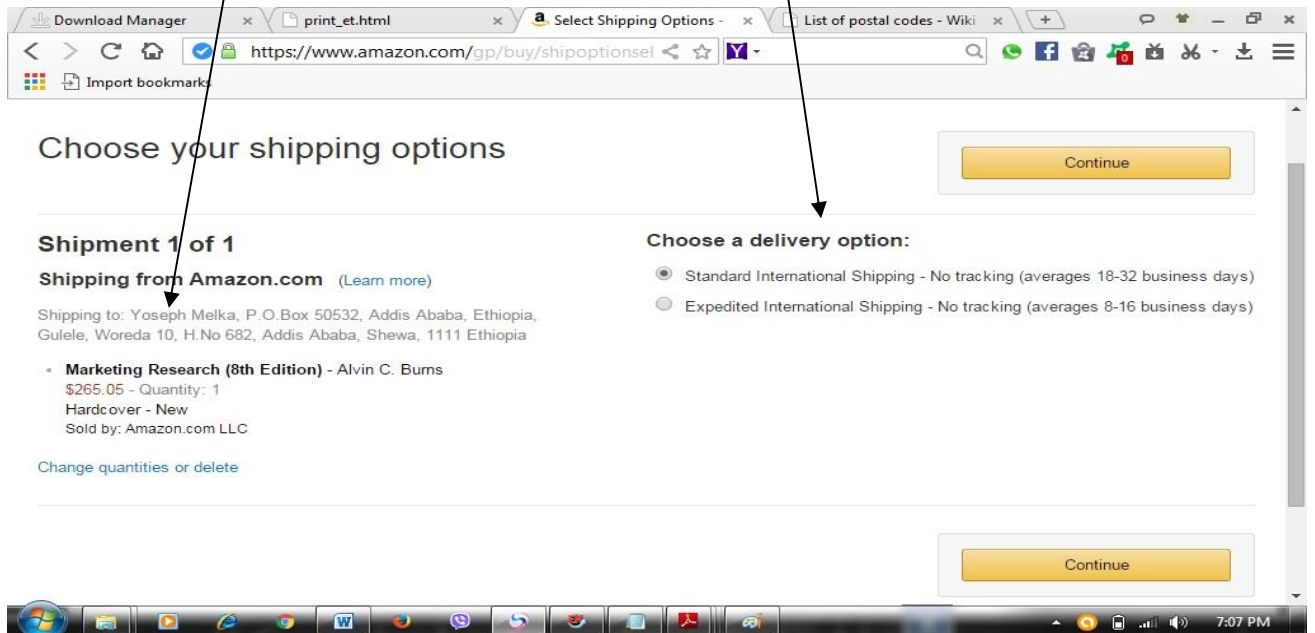 Download Manager
print_et.html
Select Shipping Options -
List of postal codes - Wiki
https://www.amazon.com/gp/buy/shipoptionsel
Import bookmarks
Choose your shipping options
Continue
Shipment 1 of 1
Shipping from Amazon.com (Learn more)
Shipping to: Yoseph Melka, P.O.Box 50532, Addis Ababa, Ethiopia,
Gulele, Woreda 10, H.No 682, Addis Ababa, Shewa, 1111 Ethiopia
Marketing Research (8th Edition) - Alvin C. Burns
$265.05 - Quantity: 1
Hardcover - New
Sold by: Amazon.com LLC
Change quantities or delete
Choose a delivery option:
Standard International Shipping - No tracking (averages 18-32 business days)
Expedited International Shipping - No tracking (averages 8-16 business days)
Continue
7:07 PM